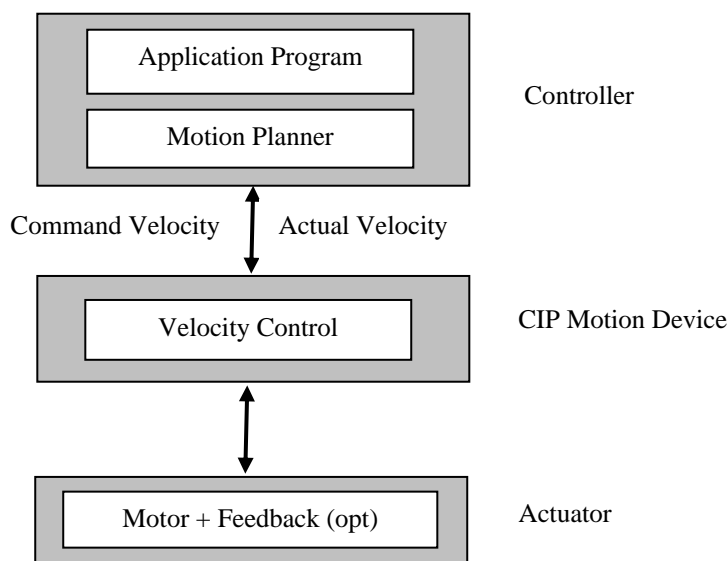 Application Program
Controller
Motion Planner
Command Velocity
Actual Velocity
Velocity Control
CIP Motion Device
Motor + Feedback (opt)
Actuator